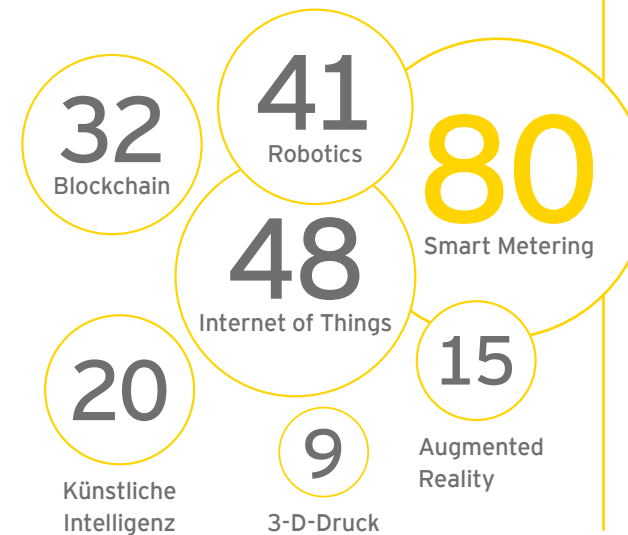 41
Robotics
32
Blockchain
80
Smart Metering
48
Internet of Things
15
Augmented
Reality
20
Künstliche
Intelligenz
9
3-D-Druck